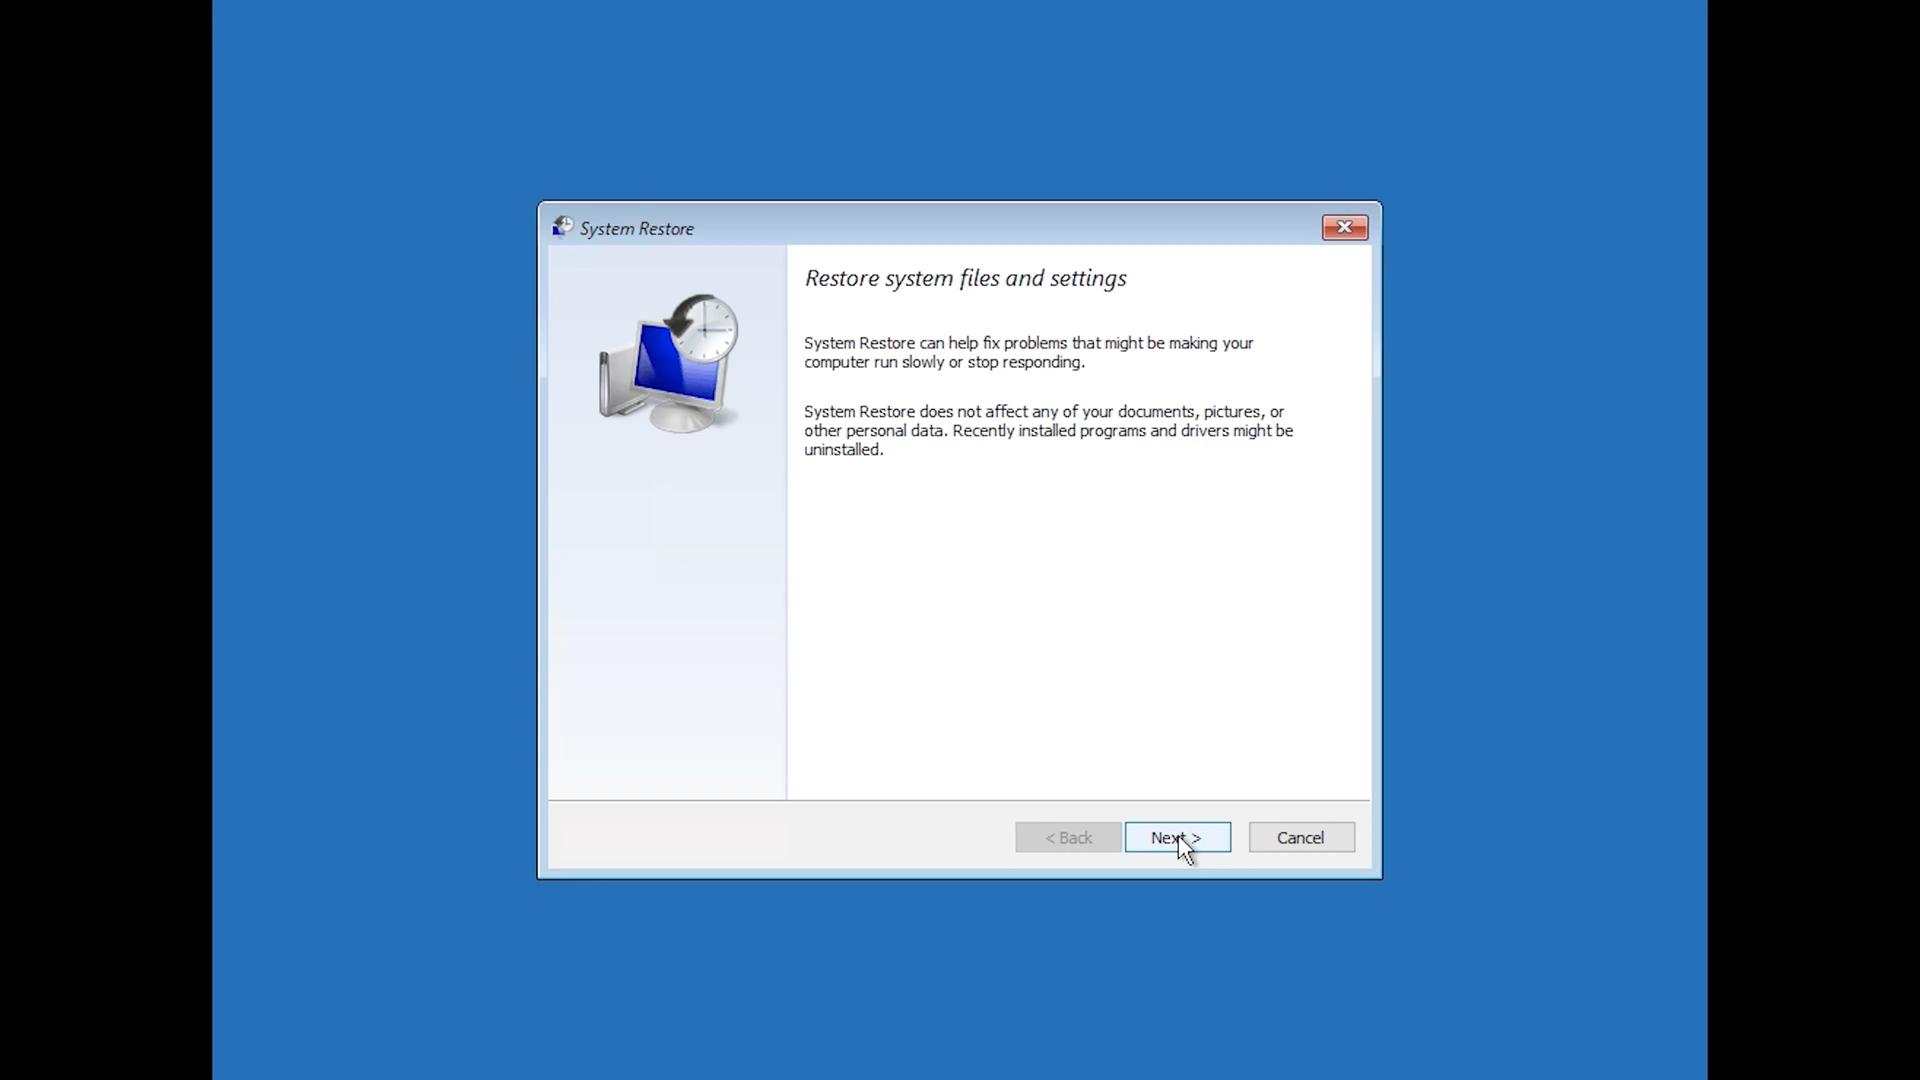 System Restore
Restore system files and settings
System Restore can help fix problems that might be making your
computer run slowly or stop responding.
System Restore does not affect any of your documents, pictures, or
other personal data. Recently installed programs and drivers might be
uninstalled.
< Back
Next >
Cancel